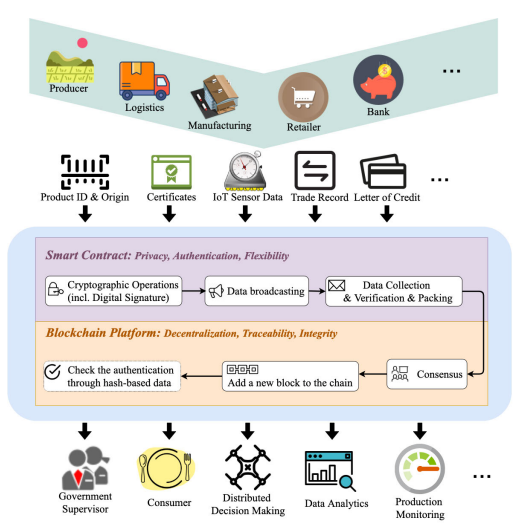 Producer
Logistics
Manufacturing
Retailer
Bank
...
Product ID & Origin
Certificates
IoT Sensor Data
Trade Record
Letter of Credit
...
Smart Contract: Privacy, Authentication, Flexibility
Cryptographic Operations
(incl. Digital Signature)
Data broadcasting
Data Collection
& Verification & Packing
Blockchain Platform: Decentralization, Traceability, Integrity
Check the authentication
through hash-based data
Add a new block to the chain
Consensus
Government
Supervisor
Consumer
Distributed
Decision Making
Data Analytics
Production
Monitoring
...